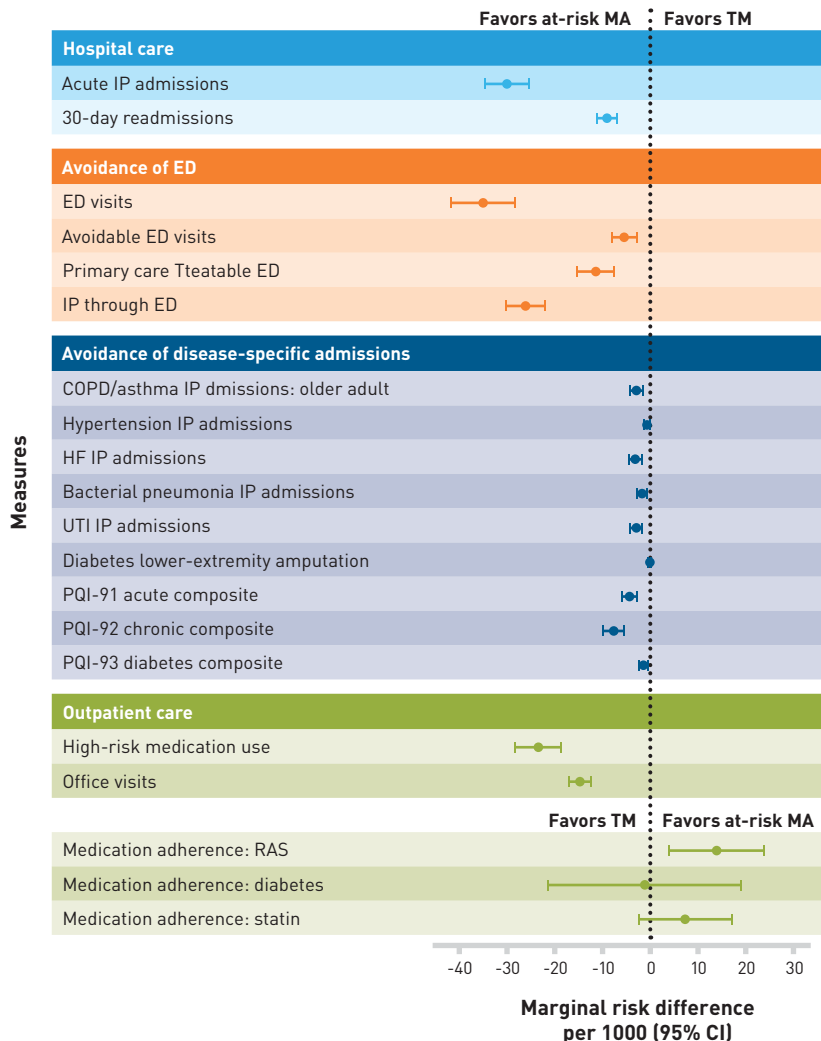 Favors at-risk MA Favors TM
Hospital care
Acute IP admissions
30-day readmissions
Avoidance of ED
ED visits
Avoidable ED visits
Primary care Tteatable ED
IP through ED
Avoidance of disease-specific admissions
COPD/asthma IP dmissions: older adult
Hypertension IP admissions
HF IP admissions
Bacterial pneumonia IP admissions
UTI IP admissions
Diabetes lower-extremity amputation
PQI-91 acute composite
PQI-92 chronic composite
PQI-93 diabetes composite
Measures
Outpatient care
High-risk medication use
Office visits
Favors TM Favors at-risk MA
Medication adherence: RAS
Medication adherence: diabetes
Medication adherence: statin
-40 -30 -20 -10 0 10 20 30
Marginal risk difference
per 1000 (95% CI)